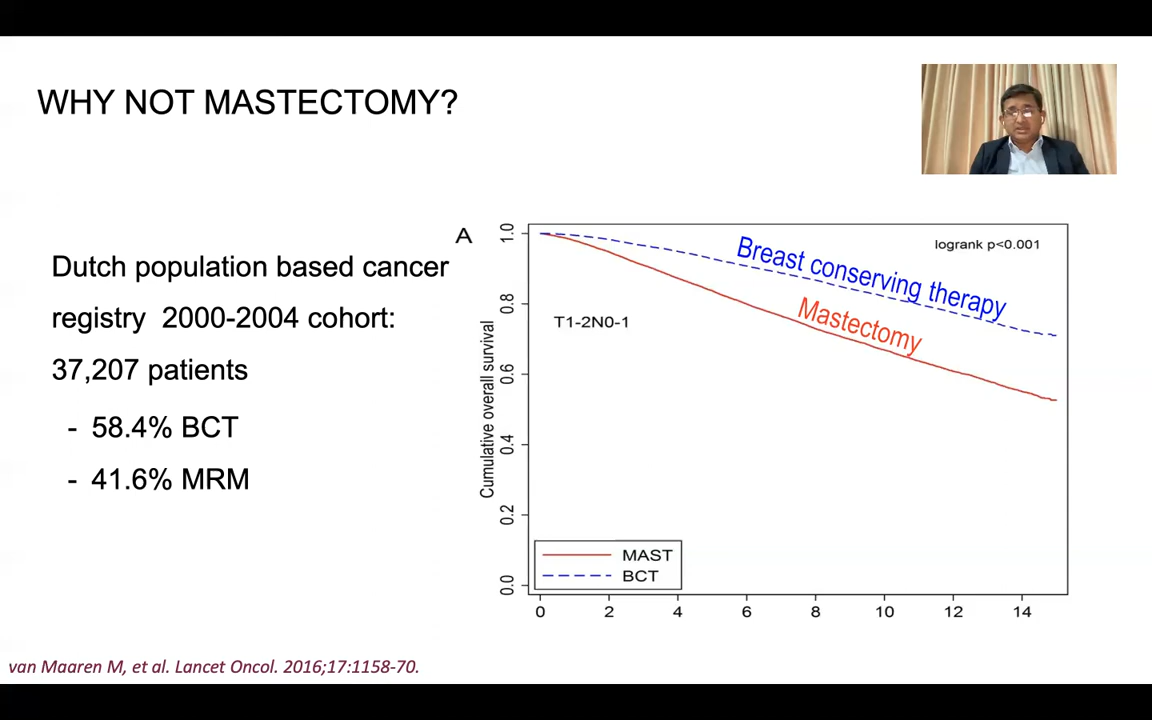 WHY NOT MASTECTOMY?
Dutch population based cancer
registry 2000-2004 cohort:
37,207 patients
- 58.4% BCT
- 41.6% MRM
A
logrank p<0.001
Breast conserving therapy
Mastectomy
T1-2N0-1
Cumulative overall survival
1.0
0.8
0.6
0.4
0.2
0.0
MAST
BCT
0 2 4 6 8 10 12 14
van Maaren M, et al. Lancet Oncol. 2016;17:1158-70.